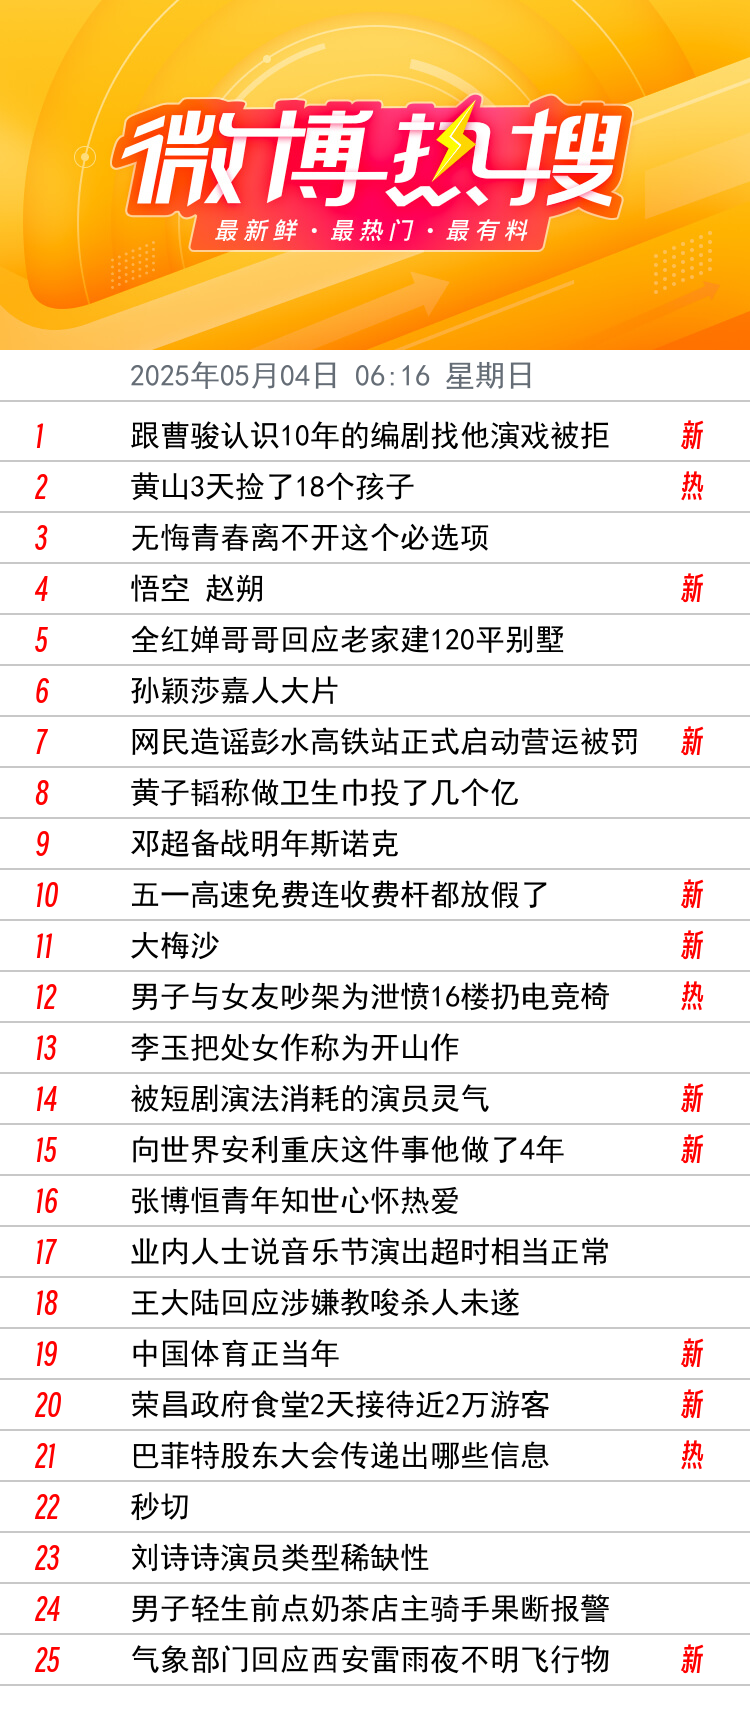 微博热搜
最新鲜·最热门·最有料
2025年05月04日 06:16 星期日
1 跟曹骏认识10年的编剧找他演戏被拒 新
2 黄山3天捡了18个孩子 热
3 无悔青春离不开这个必选项
4 悟空 赵朔 新
5 全红婵哥哥回应老家建120平别墅
6 孙颖莎嘉人大片
7 网民造谣彭水高铁站正式启动营运被罚 新
8 黄子韬称做卫生巾投了几个亿
9 邓超备战明年斯诺克
10 五一高速免费连收费杆都放假了 新
11 大梅沙 新
12 男子与女友吵架为泄愤16楼扔电竞椅 热
13 李玉把处女作称为开山作
14 被短剧演法消耗的演员灵气 新
15 向世界安利重庆这件事他做了4年 新
16 张博恒青年知世心怀热爱
17 业内人士说音乐节演出超时相当正常
18 王大陆回应涉嫌教唆杀人未遂
19 中国体育正当年 新
20 荣昌政府食堂2天接待近2万游客 新
21 巴菲特股东大会传递出哪些信息 热
22 秒切
23 刘诗诗演员类型稀缺性
24 男子轻生前点奶茶店主骑手果断报警
25 气象部门回应西安雷雨夜不明飞行物 新